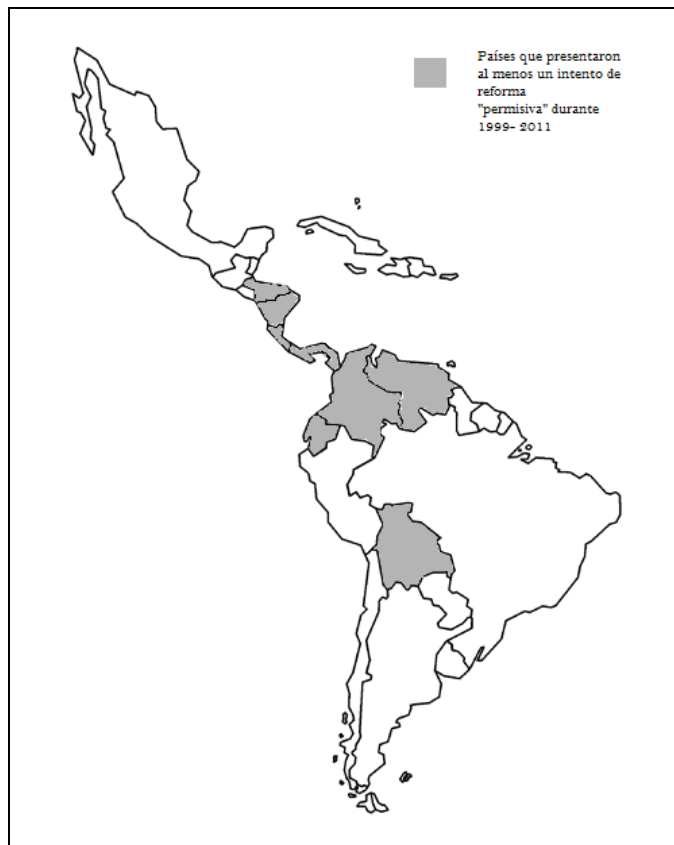 Países que presentaron
al menos un intento de
reforma
"permisiva" durante
1999- 2011